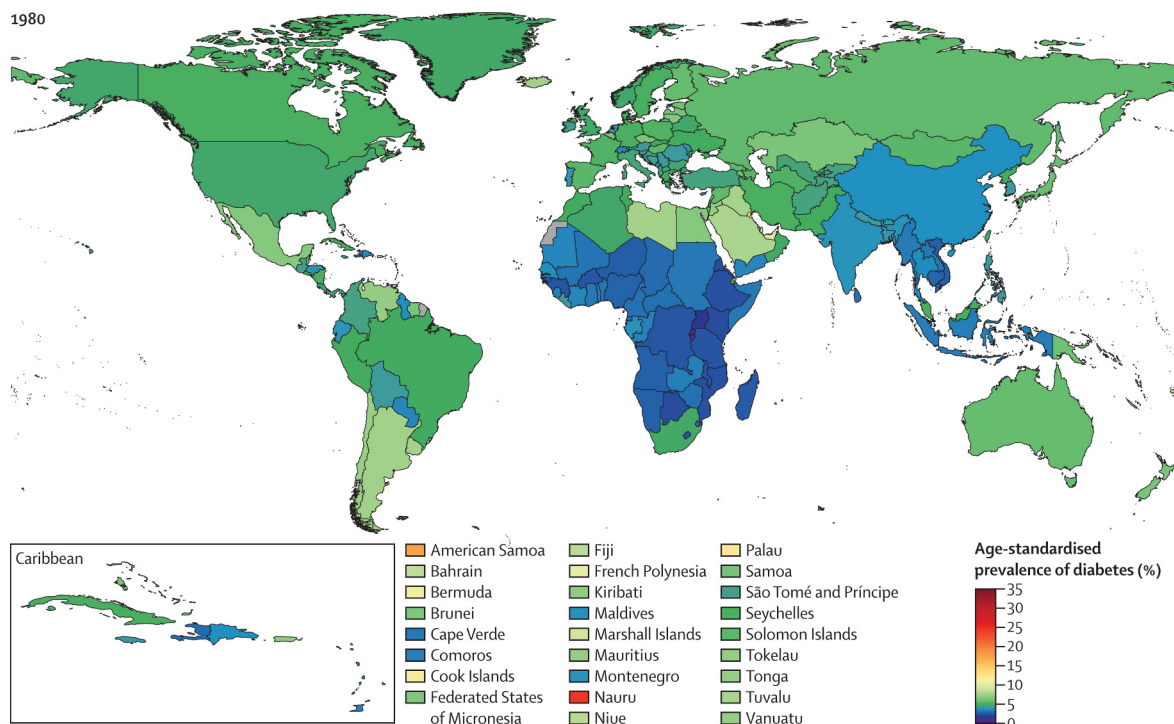 1980
Caribbean
American Samoa
Bahrain
Bermuda
Brunei
Cape Verde
Comoros
Cook Islands
Federated States
of Micronesia
Fiji
French Polynesia
Kiribati
Maldives
Marshall Islands
Mauritius
Montenegro
Nauru
Niue
Palau
Samoa
São Tomé and Príncipe
Seychelles
Solomon Islands
Tokelau
Tonga
Tuvalu
Vanuatu
Age-standardised
prevalence of diabetes (%)
35
30
25
20
15
10
5
0